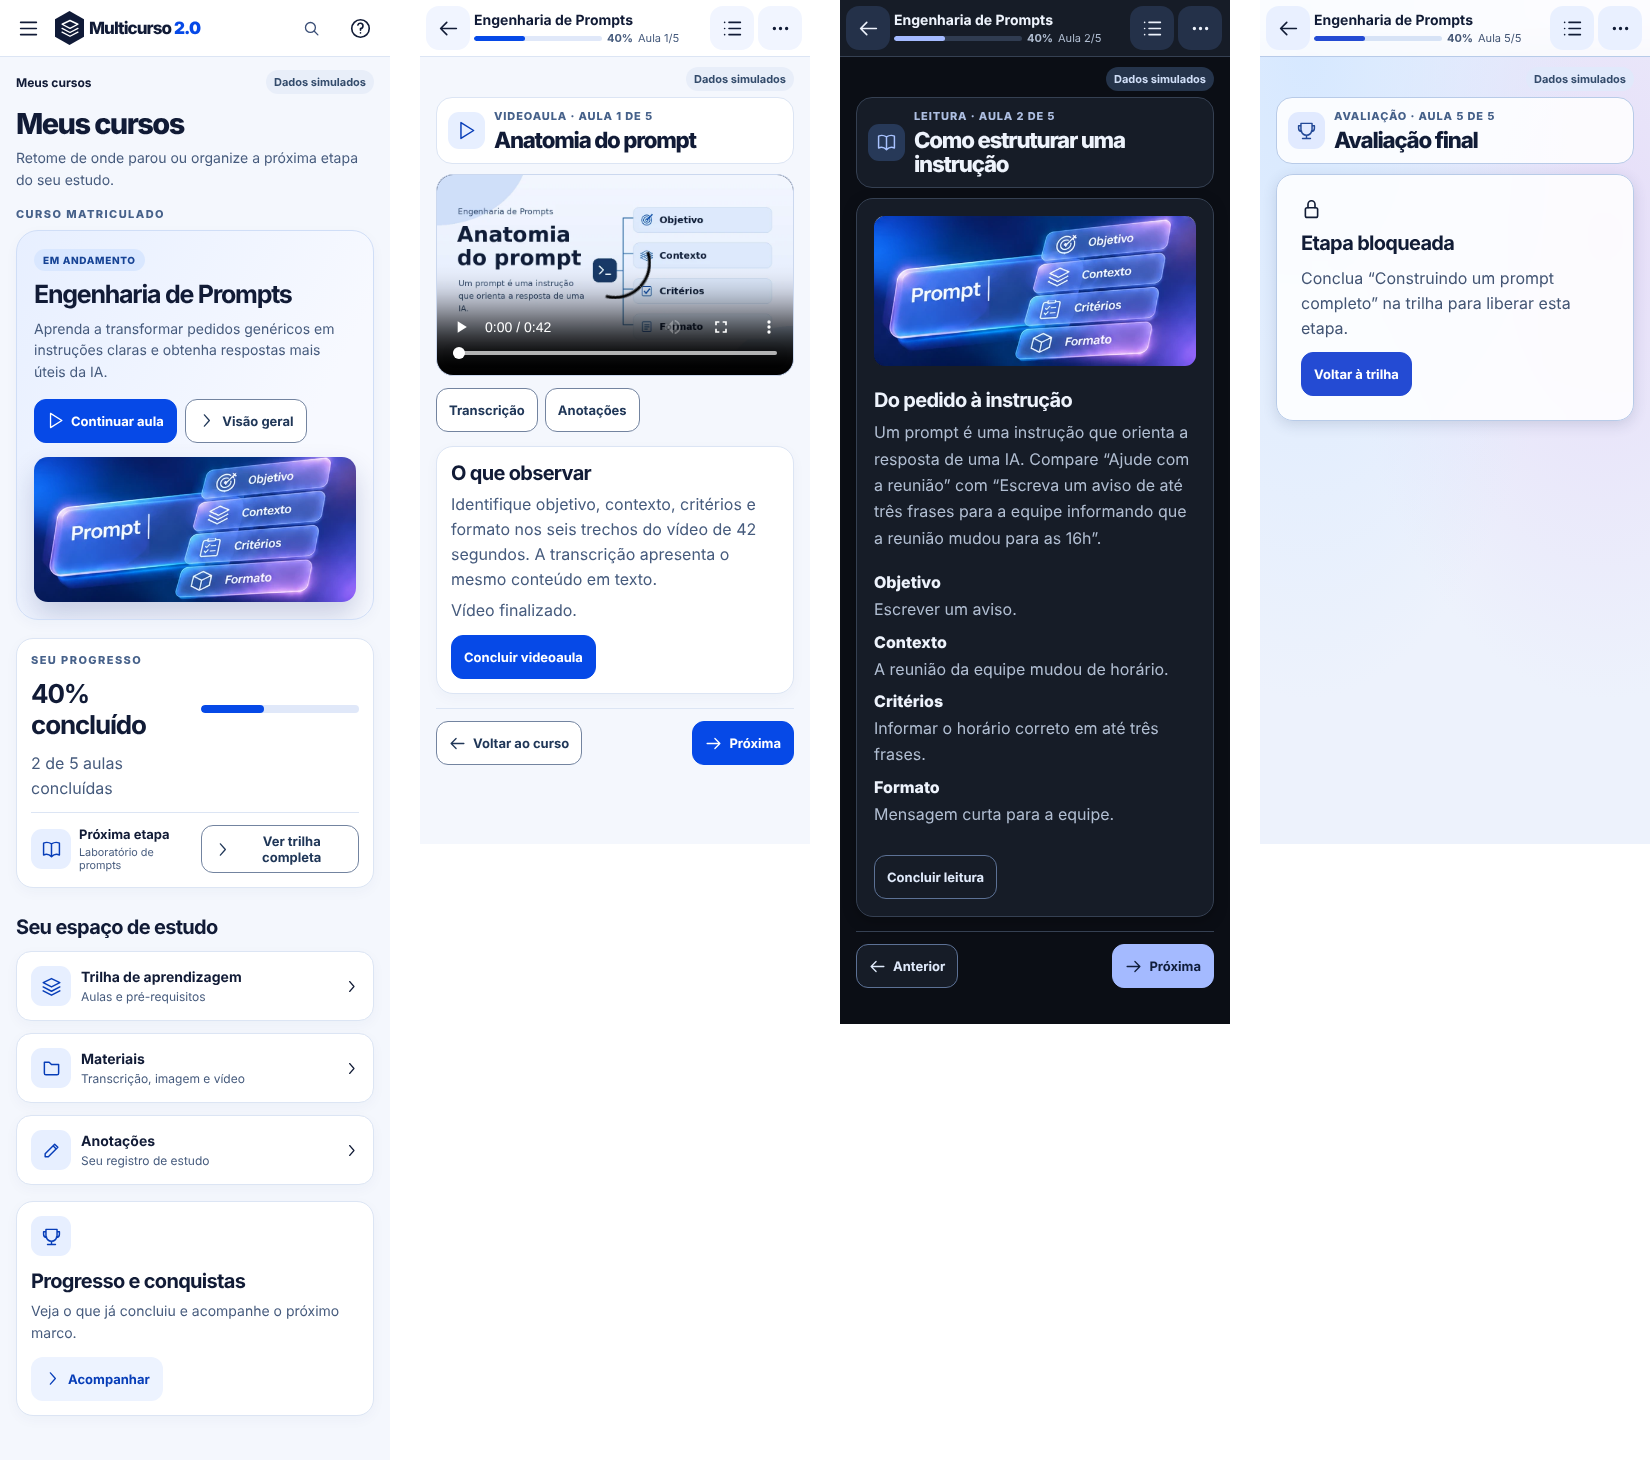 Multicurso 2.0
Meus cursos
Dados simulados
Meus cursos
Retome de onde parou ou organize a próxima etapa
do seu estudo.
CURSO MATRICULADO
EM ANDAMENTO
Engenharia de Prompts
Aprenda a transformar pedidos genéricos em
instruções claras e obtenha respostas mais
úteis da IA.
Continuar aula
Visão geral
Prompt
Objetivo
Contexto
Critérios
Formato
SEU PROGRESSO
40%
concluído
2 de 5 aulas
concluídas
Próxima etapa
Laboratório de
prompts
Ver trilha
completa
Seu espaço de estudo
Trilha de aprendizagem
Aulas e pré-requisitos
Materiais
Transcrição, imagem e vídeo
Anotações
Seu registro de estudo
Progresso e conquistas
Veja o que já concluiu e acompanhe o próximo
marco.
Acompanhar
Engenharia de Prompts
40% Aula 1/5
Dados simulados
VIDEOAULA · AULA 1 DE 5
Anatomia do prompt
Engenharia de Prompts
Anatomia
do prompt
Um prompt é uma instrução
que orienta a resposta de uma
IA.
Objetivo
Contexto
Critérios
Formato
0:00 / 0:42
Transcrição
Anotações
O que observar
Identifique objetivo, contexto, critérios e
formato nos seis trechos do vídeo de 42
segundos. A transcrição apresenta o
mesmo conteúdo em texto.
Vídeo finalizado.
Concluir videoaula
Voltar ao curso
Próxima
Engenharia de Prompts
40% Aula 2/5
Dados simulados
LEITURA · AULA 2 DE 5
Como estruturar uma
instrução
Prompt
Objetivo
Contexto
Critérios
Formato
Do pedido à instrução
Um prompt é uma instrução que orienta a
resposta de uma IA. Compare “Ajude com
a reunião” com “Escreva um aviso de até
três frases para a equipe informando que
a reunião mudou para as 16h”.
Objetivo
Escrever um aviso.
Contexto
A reunião da equipe mudou de horário.
Critérios
Informar o horário correto em até três
frases.
Formato
Mensagem curta para a equipe.
Concluir leitura
Anterior
Próxima
Engenharia de Prompts
40% Aula 5/5
Dados simulados
AVALIAÇÃO · AULA 5 DE 5
Avaliação final
Etapa bloqueada
Conclua “Construindo um prompt
completo” na trilha para liberar esta
etapa.
Voltar à trilha